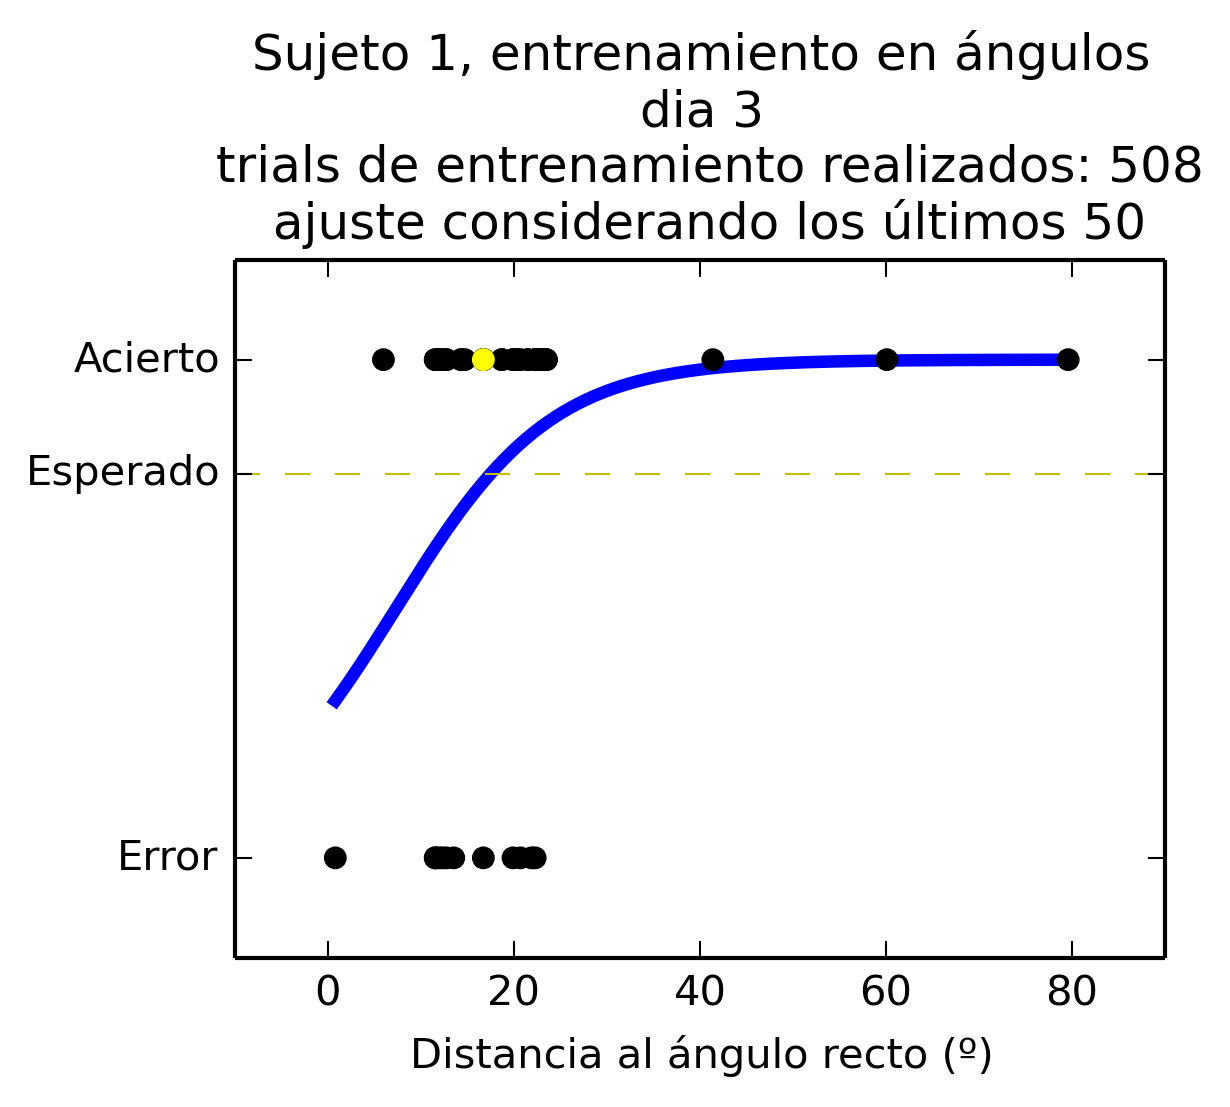 Sujeto 1, entrenamiento en ángulos
dia 3
trials de entrenamiento realizados: 508
ajuste considerando los últimos 50
Acierto
Esperado
Error
0 20 40 60 80
Distancia al ángulo recto (º)